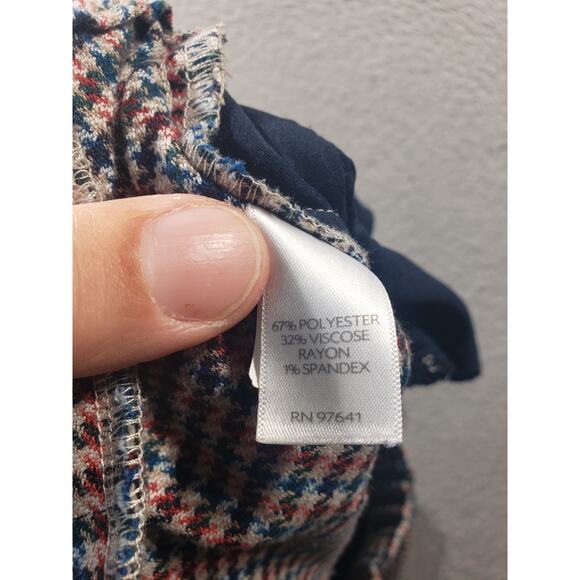 67% POLYESTER
32% VISCOSE
RAYON
1% SPANDEX
RN 97641